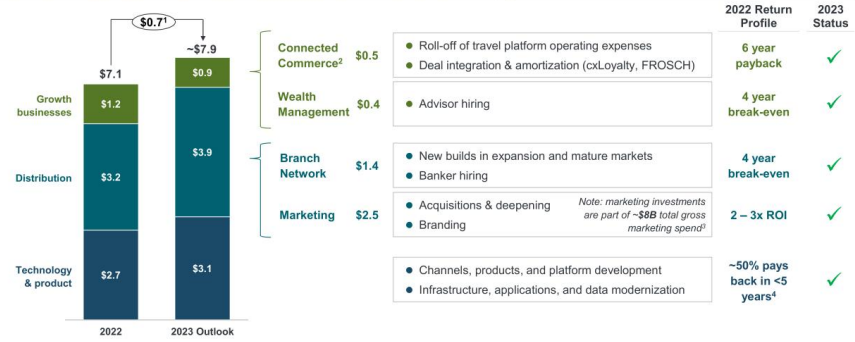 2022 Return
Profile
2023
Status
$0.7¹
$7.1
~$7.9
Growth
businesses
$1.2
$0.9
Distribution
$3.2
$3.9
Technology
& product
$2.7
$3.1
2022
2023 Outlook
Connected
Commerce²
$0.5
● Roll-off of travel platform operating expenses
● Deal integration & amortization (cxLoyalty, FROSCH)
6 year
payback
✓
Wealth
Management
$0.4
● Advisor hiring
4 year
break-even
✓
Branch
Network
$1.4
● New builds in expansion and mature markets
● Banker hiring
4 year
break-even
✓
Marketing
$2.5
● Acquisitions & deepening
● Branding
Note: marketing investments
are part of ~$8B total gross
marketing spend³
2 – 3x ROI
✓
● Channels, products, and platform development
● Infrastructure, applications, and data modernization
~50% pays
back in <5
years⁴
✓